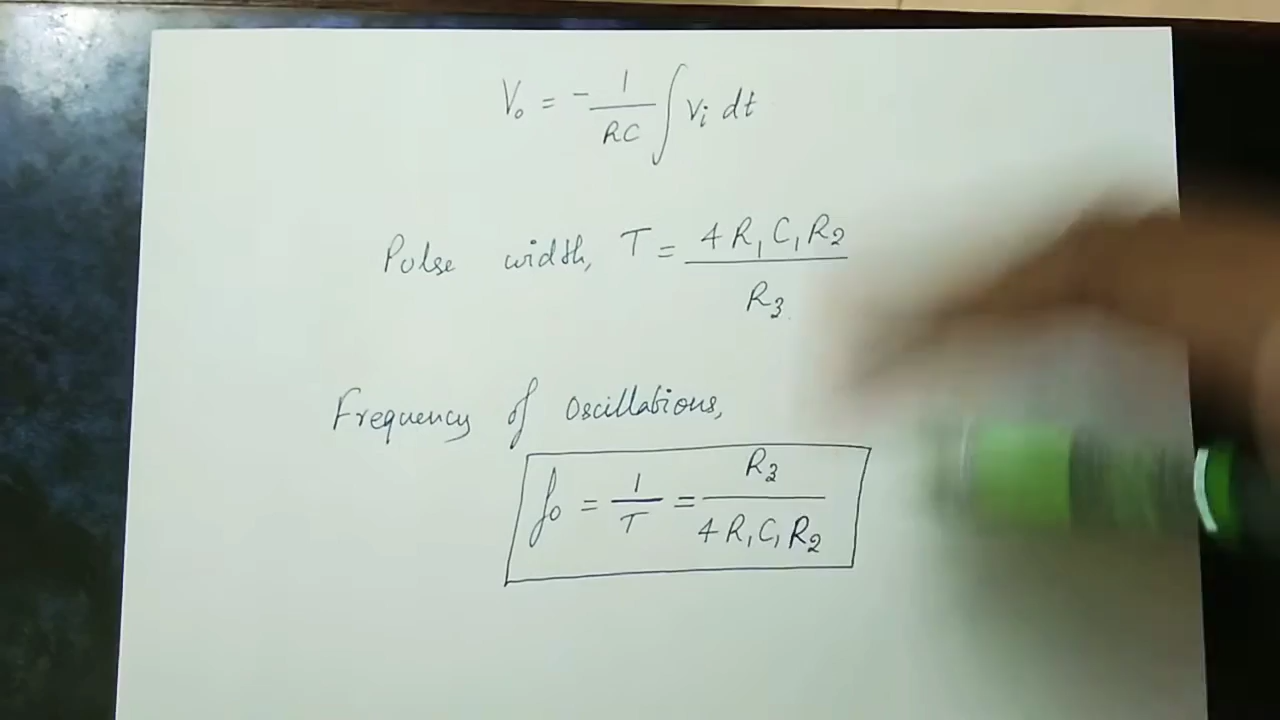 V₀ = - 1/RC ∫ Vi dt
Pulse width, T = 4R₁C₁R₂ / R₃
Frequency of Oscillations,
f₀ = 1/T = R₃ / 4R₁C₁R₂